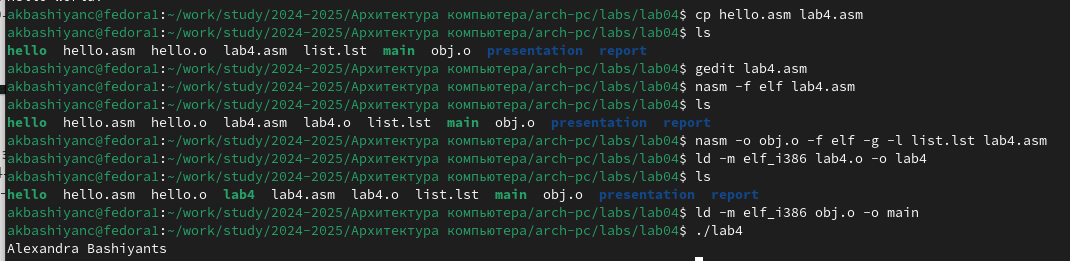 akbashiyanc@fedora1:~/work/study/2024-2025/Архитектура компьютера/arch-pc/labs/lab04$ cp hello.asm lab4.asm
akbashiyanc@fedora1:~/work/study/2024-2025/Архитектура компьютера/arch-pc/labs/lab04$ ls
hello  hello.asm  hello.o  lab4.asm  list.lst  main  obj.o  presentation  report
akbashiyanc@fedora1:~/work/study/2024-2025/Архитектура компьютера/arch-pc/labs/lab04$ gedit lab4.asm
akbashiyanc@fedora1:~/work/study/2024-2025/Архитектура компьютера/arch-pc/labs/lab04$ nasm -f elf lab4.asm
akbashiyanc@fedora1:~/work/study/2024-2025/Архитектура компьютера/arch-pc/labs/lab04$ ls
hello  hello.asm  hello.o  lab4.asm  lab4.o  list.lst  main  obj.o  presentation  report
akbashiyanc@fedora1:~/work/study/2024-2025/Архитектура компьютера/arch-pc/labs/lab04$ nasm -o obj.o -f elf -g -l list.lst lab4.asm
akbashiyanc@fedora1:~/work/study/2024-2025/Архитектура компьютера/arch-pc/labs/lab04$ ld -m elf_i386 lab4.o -o lab4
akbashiyanc@fedora1:~/work/study/2024-2025/Архитектура компьютера/arch-pc/labs/lab04$ ls
hello  hello.asm  hello.o  lab4  lab4.asm  lab4.o  list.lst  main  obj.o  presentation  report
akbashiyanc@fedora1:~/work/study/2024-2025/Архитектура компьютера/arch-pc/labs/lab04$ ld -m elf_i386 obj.o -o main
akbashiyanc@fedora1:~/work/study/2024-2025/Архитектура компьютера/arch-pc/labs/lab04$ ./lab4
Alexandra Bashiyants